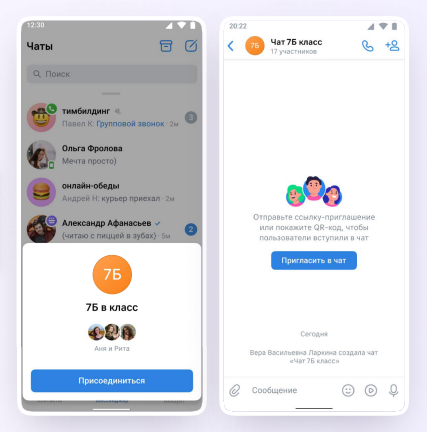 12:30
Чаты
Поиск
тимбилдинг
Павел К: Групповой звонок · 2м
3
Ольга Фролова
Мечта просто)
онлайн-обеды
Андрей Н: курьер приехал · 2м
Александр Афанасьев
(читаю с пиццей в зубах) · 5м
2
7Б
7Б в класс
Аня и Рита
Присоединиться
20:22
7Б
Чат 7Б класс
17 участников
Отправьте ссылку-приглашение
или покажите QR-код, чтобы
пользователи вступили в чат
Пригласить в чат
Сегодня
Вера Васильевна Ларкина создала чат
«Чат 7Б класс»
Сообщение